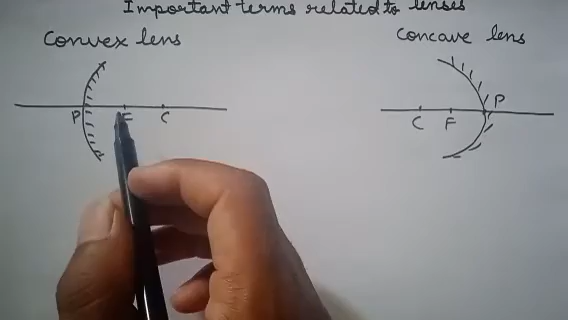 Important terms related to lenses
Convex lens
Concave lens
P F C
C F P